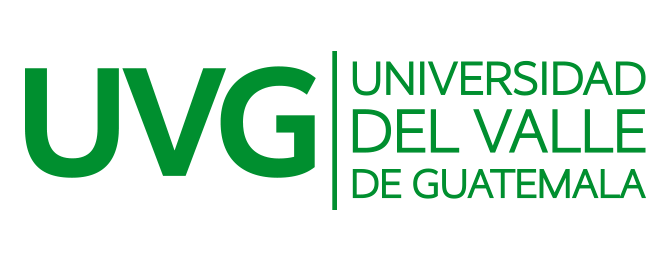 UVG
UNIVERSIDAD
DEL VALLE
DE GUATEMALA